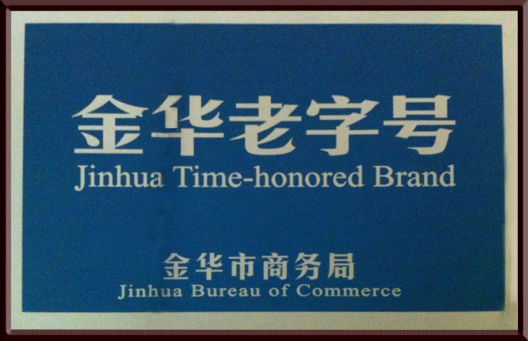 金华老字号
Jinhua Time-honored Brand
金华市商务局
Jinhua Bureau of Commerce